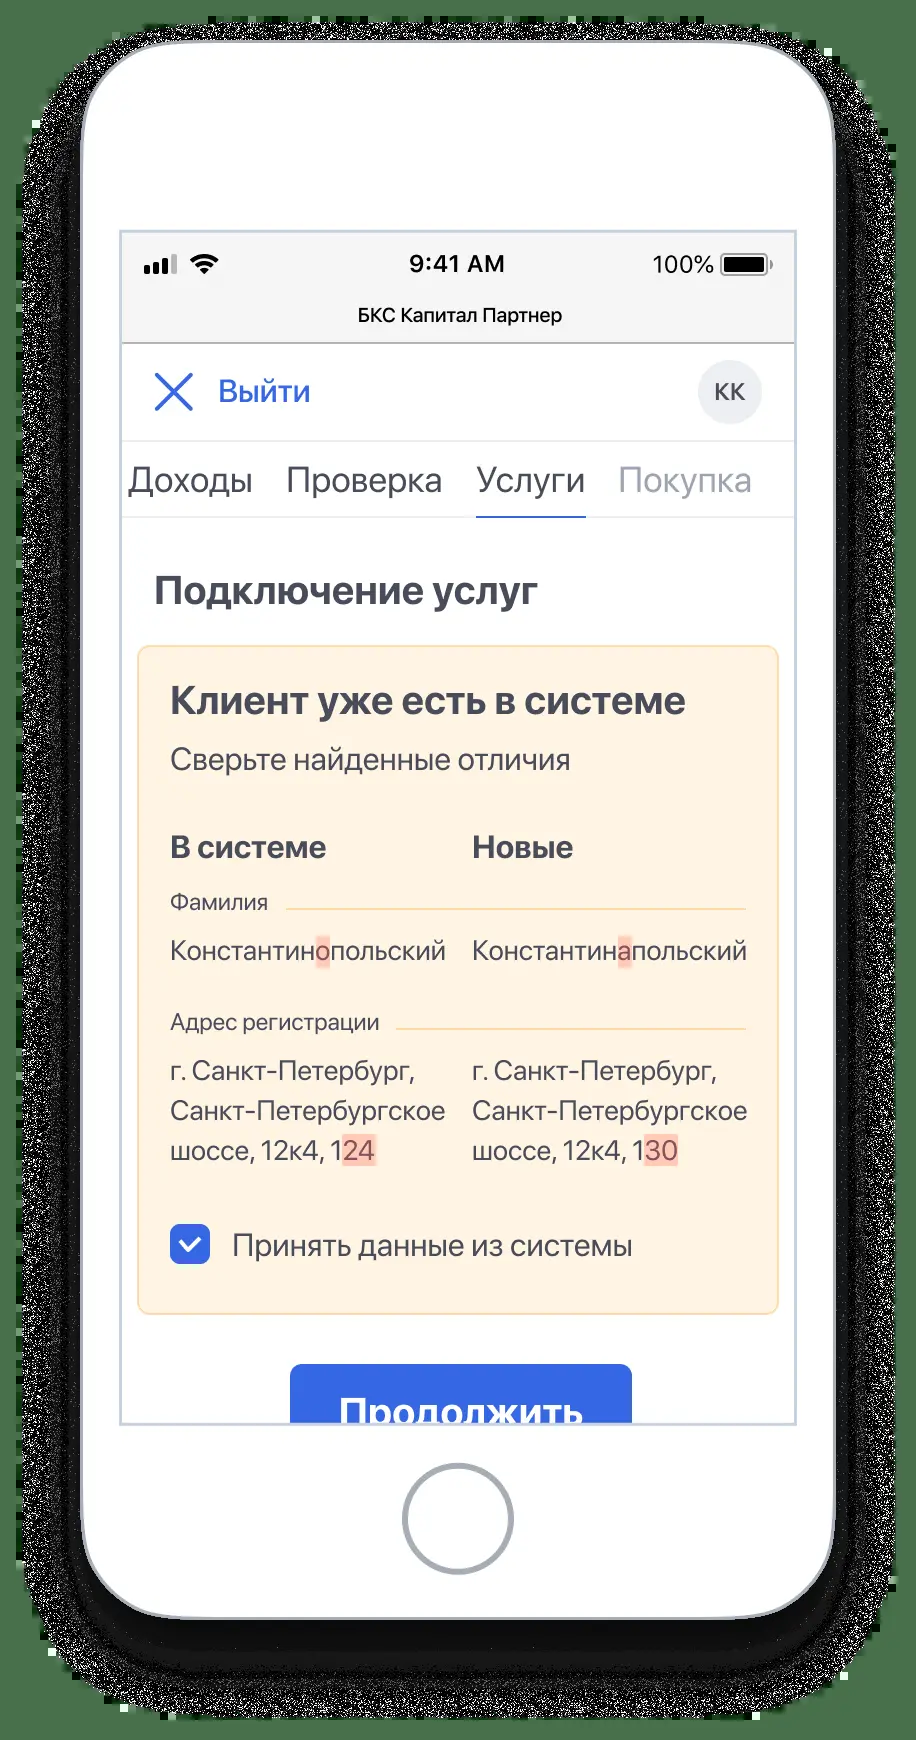 9:41 AM 100%
БКС Капитал Партнер
Выйти КК
Доходы Проверка Услуги Покупка
Подключение услуг
Клиент уже есть в системе
Сверьте найденные отличия
В системе Новые
Фамилия
Константинопольский Константинапольский
Адрес регистрации
г. Санкт-Петербург, г. Санкт-Петербург,
Санкт-Петербургское Санкт-Петербургское
шоссе, 12к4, 124 шоссе, 12к4, 130
Принять данные из системы
Продолжить